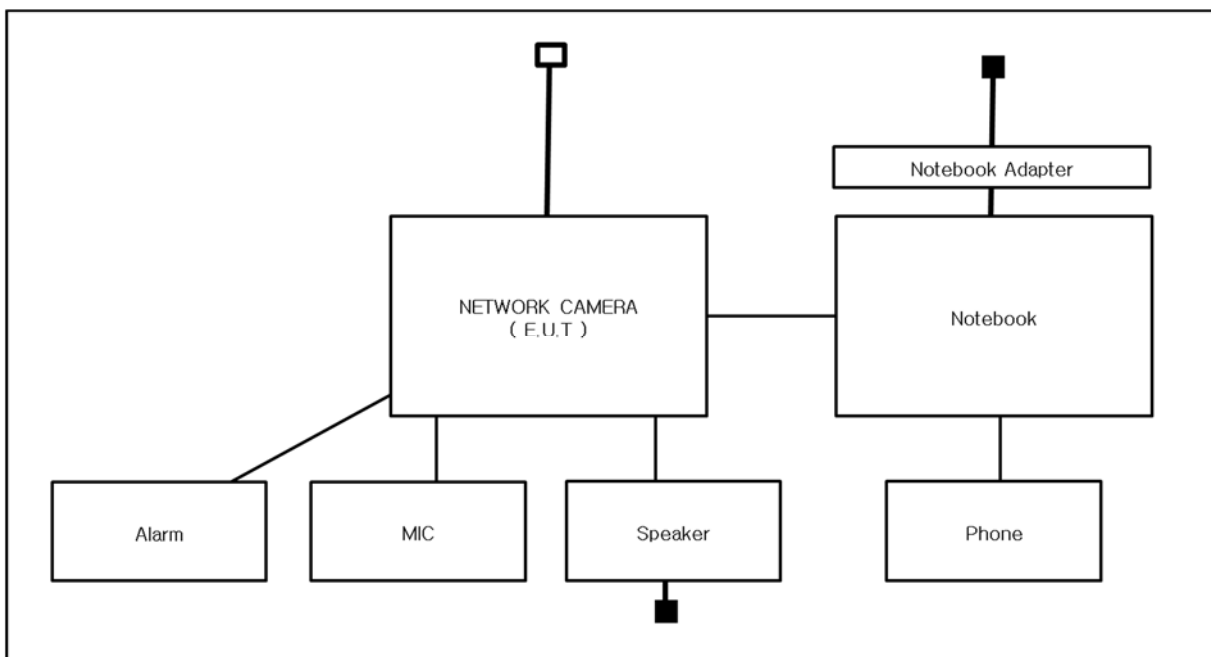 Notebook Adapter
NETWORK CAMERA
( E.U.T )
Notebook
Alarm
MIC
Speaker
Phone